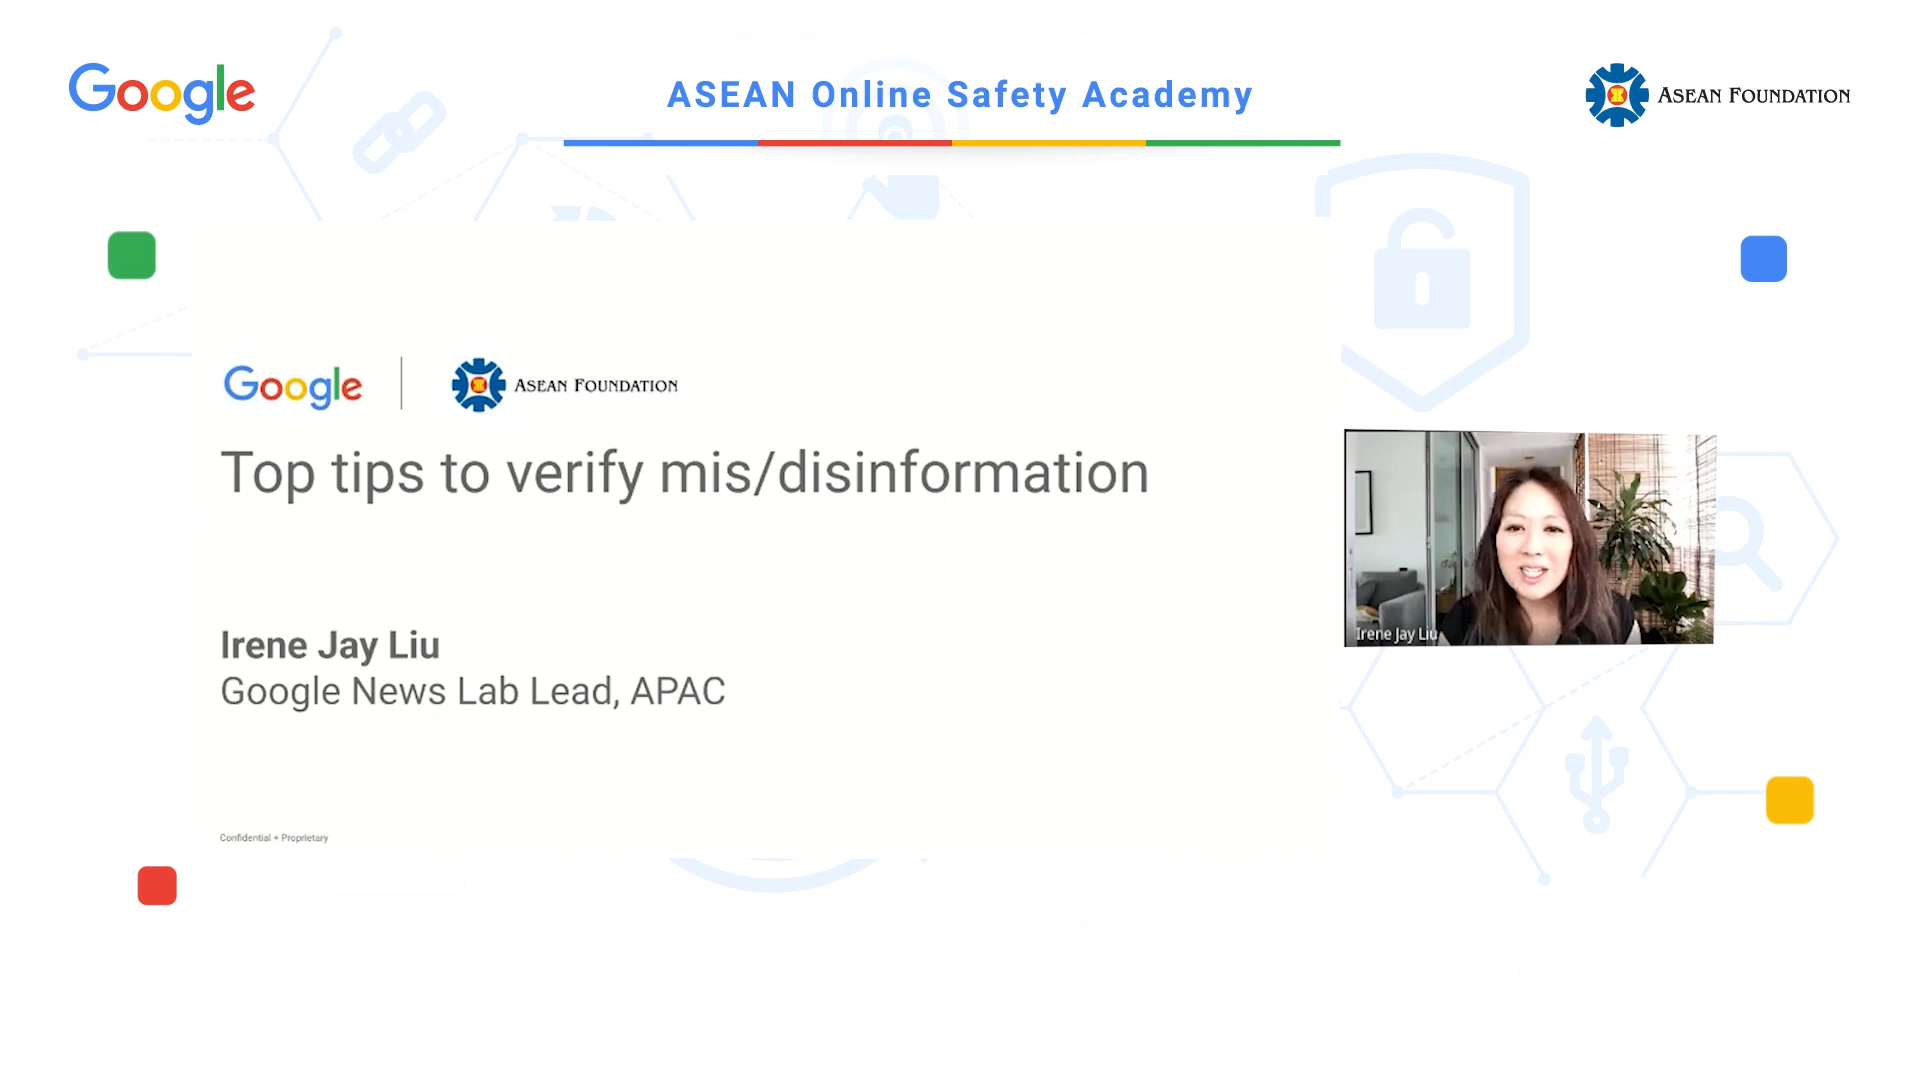 Google
ASEAN Online Safety Academy
ASEAN FOUNDATION
Google
ASEAN FOUNDATION
Top tips to verify mis/disinformation
Irene Jay Liu
Google News Lab Lead, APAC
Irene Jay Liu
Confidential + Proprietary